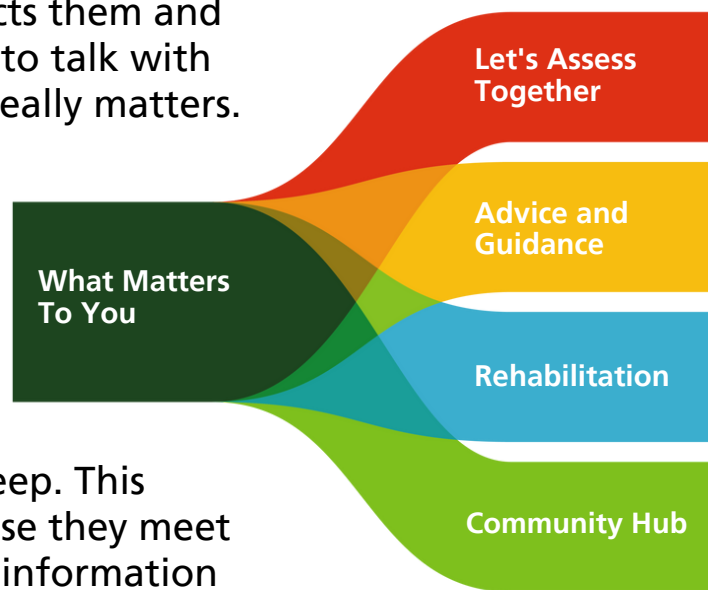 cts them and
to talk with
eally matters.
Let's Assess
Together
Advice and
Guidance
What Matters
To You
Rehabilitation
Community Hub
eep. This
se they meet
information